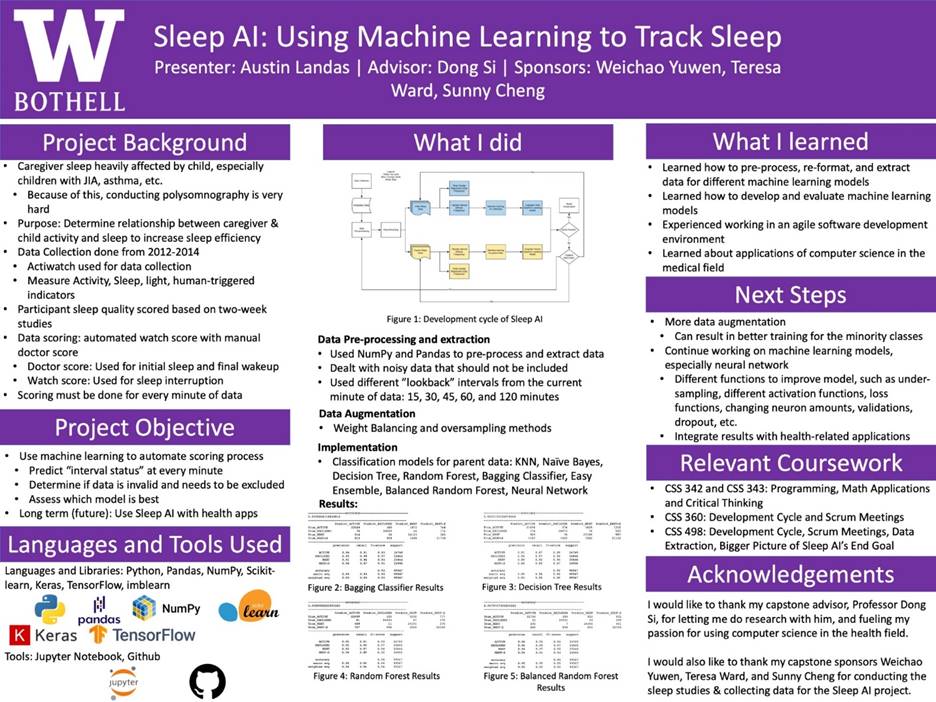 W
BOTHELL
Sleep AI: Using Machine Learning to Track Sleep
Presenter: Austin Landas | Advisor: Dong Si | Sponsors: Weichao Yuwen, Teresa
Ward, Sunny Cheng
Project Background
• Caregiver sleep heavily affected by child, especially
children with JIA, asthma, etc.
• Because of this, conducting polysomnography is very
hard
• Purpose: Determine relationship between caregiver &
child activity and sleep to increase sleep efficiency
• Data Collection done from 2012-2014
• Actiwatch used for data collection
• Measure Activity, Sleep, light, human-triggered
indicators
• Participant sleep quality scored based on two-week
studies
• Data scoring: automated watch score with manual
doctor score
• Doctor score: Used for initial sleep and final wakeup
• Watch score: Used for sleep interruption
• Scoring must be done for every minute of data
Project Objective
• Use machine learning to automate scoring process
• Predict “interval status” at every minute
• Determine if data is invalid and needs to be excluded
• Assess which model is best
• Long term (future): Use Sleep AI with health apps
Languages and Tools Used
Languages and Libraries: Python, Pandas, NumPy, Scikit-
learn, Keras, TensorFlow, imblearn
pandas
NumPy
learn
K Keras
TensorFlow
Tools: Jupyter Notebook, Github
jupyter
What I did
Figure 1: Development cycle of Sleep AI
Data Pre-processing and extraction
• Used NumPy and Pandas to pre-process and extract data
• Dealt with noisy data that should not be included
• Used different “lookback” intervals from the current
minute of data: 15, 30, 45, 60, and 120 minutes
Data Augmentation
• Weight Balancing and oversampling methods
Implementation
• Classification models for parent data: KNN, Naïve Bayes,
Decision Tree, Random Forest, Bagging Classifier, Easy
Ensemble, Balanced Random Forest, Neural Network
Results:
Figure 2: Bagging Classifier Results
Figure 3: Decision Tree Results
Figure 4: Random Forest Results
Figure 5: Balanced Random Forest
Results
What I learned
• Learned how to pre-process, re-format, and extract
data for different machine learning models
• Learned how to develop and evaluate machine learning
models
• Experienced working in an agile software development
environment
• Learned about applications of computer science in the
medical field
Next Steps
• More data augmentation
• Can result in better training for the minority classes
• Continue working on machine learning models,
especially neural network
• Different functions to improve model, such as under-
sampling, different activation functions, loss
functions, changing neuron amounts, validations,
dropout, etc.
• Integrate results with health-related applications
Relevant Coursework
• CSS 342 and CSS 343: Programming, Math Applications
and Critical Thinking
• CSS 360: Development Cycle and Scrum Meetings
• CSS 498: Development Cycle, Scrum Meetings, Data
Extraction, Bigger Picture of Sleep AI’s End Goal
Acknowledgements
I would like to thank my capstone advisor, Professor Dong
Si, for letting me do research with him, and fueling my
passion for using computer science in the health field.
I would also like to thank my capstone sponsors Weichao
Yuwen, Teresa Ward, and Sunny Cheng for conducting the
sleep studies & collecting data for the Sleep AI project.